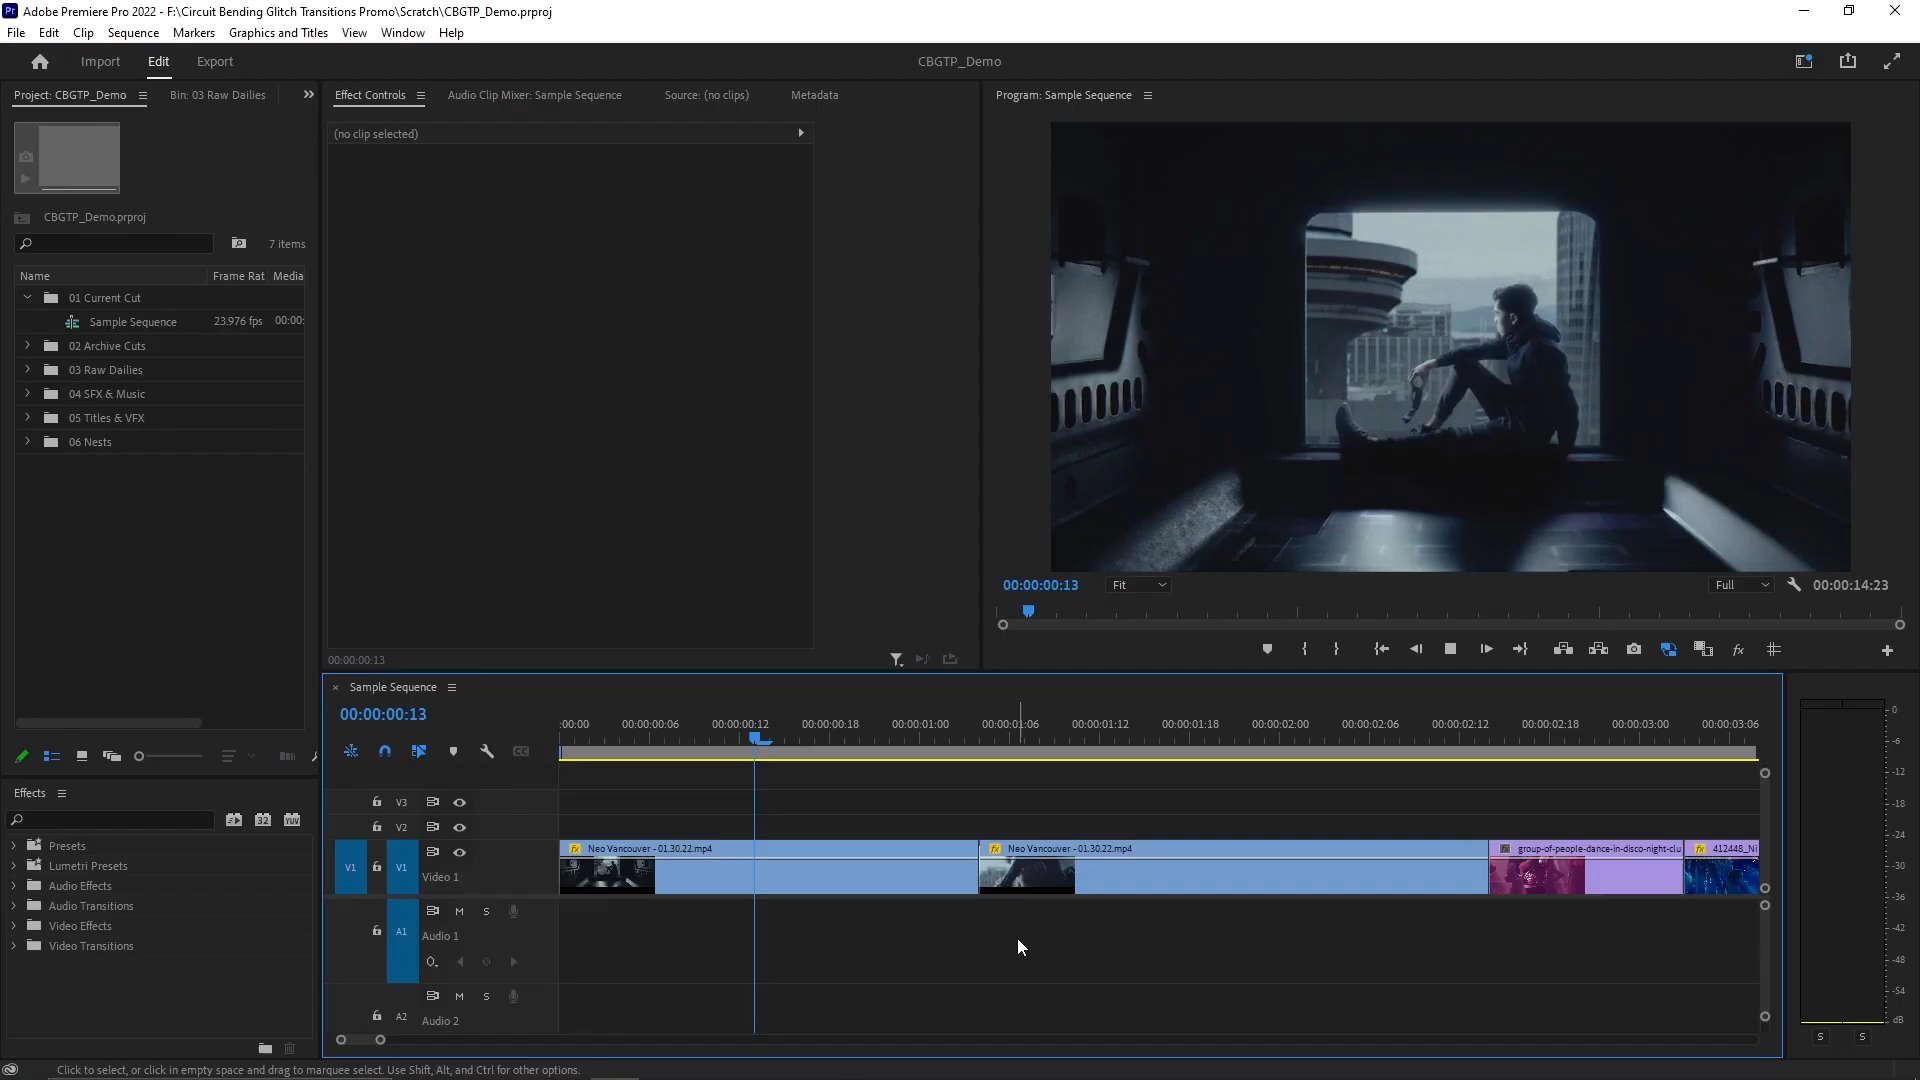 Pr Adobe Premiere Pro 2022 - F:\Circuit Bending Glitch Transitions Promo\Scratch\CBGTP_Demo.prproj
File Edit Clip Sequence Markers Graphics and Titles View Window Help
Import Edit Export CBGTP_Demo
Project: CBGTP_Demo Bin: 03 Raw Dailies
Effect Controls Audio Clip Mixer: Sample Sequence Source: (no clips) Metadata
Program: Sample Sequence
(no clip selected)
CBGTP_Demo.prproj
7 items
Name Frame Rat Media
01 Current Cut
Sample Sequence 23.976 fps 00:00:
02 Archive Cuts
03 Raw Dailies
04 SFX & Music
05 Titles & VFX
06 Nests
00:00:00:13 Fit Full 00:00:14:23
00:00:00:13
fx
Sample Sequence
00:00:00:13
:00:00 00:00:00:06 00:00:00:12 00:00:00:18 00:00:01:00 00:00:01:06 00:00:01:12 00:00:01:18 00:00:02:00 00:00:02:06 00:00:02:12 00:00:02:18 00:00:03:00 00:00:03:06
CC
Effects
32 YUV
Presets
Lumetri Presets
Audio Effects
Audio Transitions
Video Effects
Video Transitions
V3
V2
V1 V1
Video 1
fx Neo Vancouver - 01.30.22.mp4 fx Neo Vancouver - 01.30.22.mp4 fx group-of-people-dance-in-disco-night-clu fx 412448_Ni
A1 M S
Audio 1
A2 M S
Audio 2
0
-6
-12
-18
-24
-30
-36
-42
-48
-54
dB
S S
Click to select, or click in empty space and drag to marquee select. Use Shift, Alt, and Ctrl for other options.